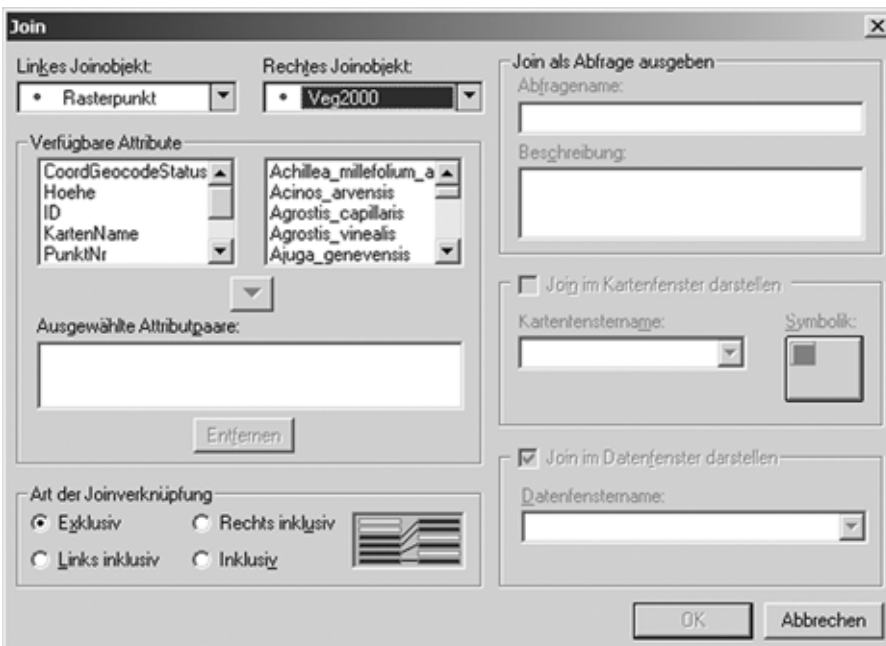 Join
Linkes Joinobjekt:
Rechtes Joinobjekt:
Rasterpunkt
Veg2000
Verfügbare Attribute
CoordGeocodeStatus
Hoehe
ID
KartenName
PunktNr
Achillea_millefolium_a
Acinos_arvensis
Agrostis_capillaris
Agrostis_vinealis
Ajuga_genevensis
Ausgewählte Attributpaare:
Entfernen
Art der Joinverknüpfung
Exklusiv
Rechts inklusiv
Links inklusiv
Inklusiv
Join als Abfrage ausgeben
Abfragename:
Beschreibung:
Join im Kartenfenster darstellen
Kartenfenstername:
Symbolik:
Join im Datenfenster darstellen
Datenfenstername:
OK
Abbrechen